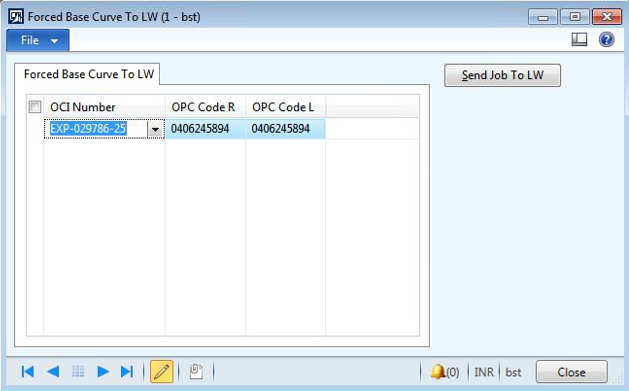 Forced Base Curve To LW (1 - bst)
File
Forced Base Curve To LW
Send Job To LW
OCI Number OPC Code R OPC Code L
EXP-029786-25 0406245894 0406245894
(0) INR bst Close